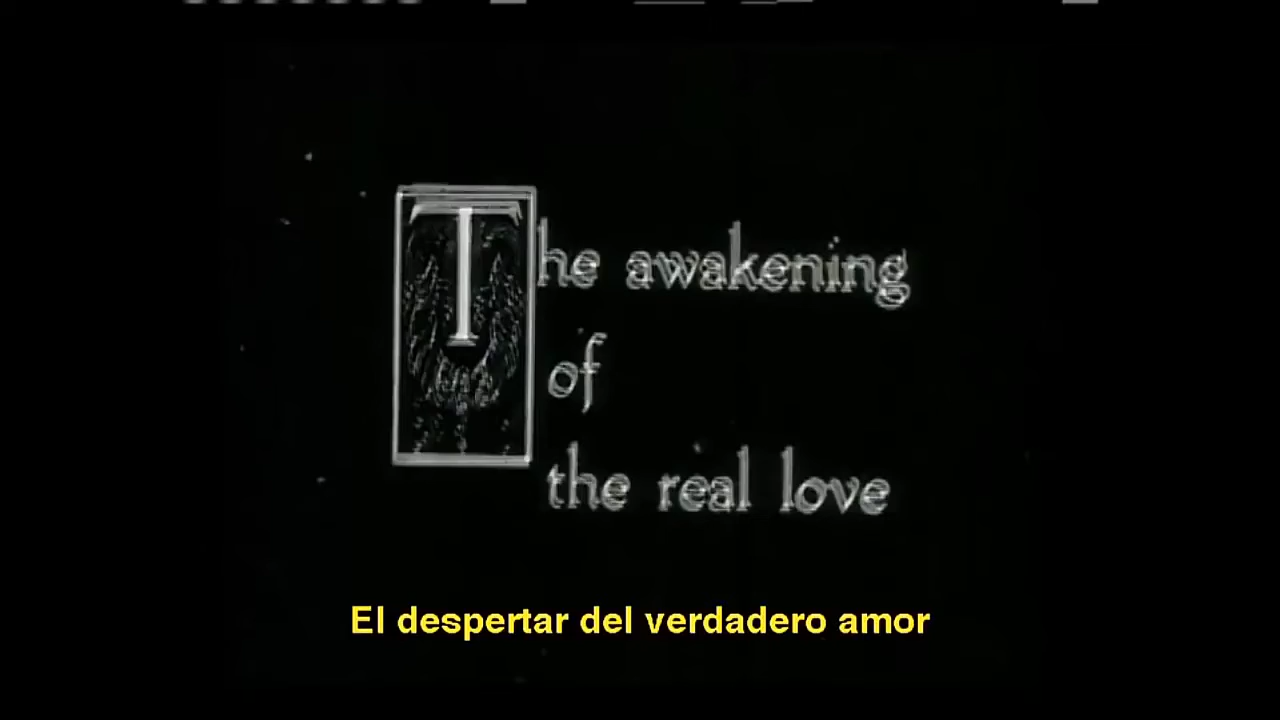 The awakening
of
the real love
El despertar del verdadero amor